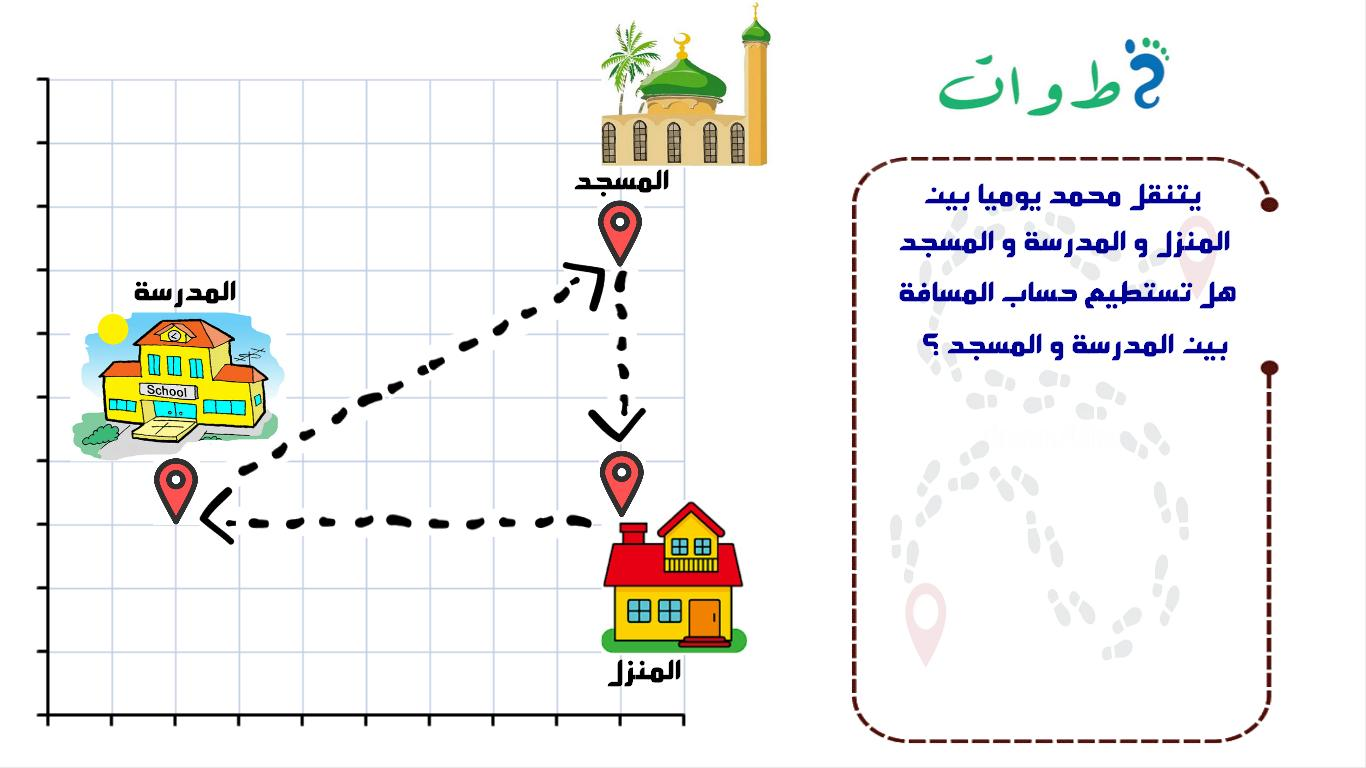 خطوات
يتنقل محمد يوميا بين
المنزل و المدرسة و المسجد
هل تستطيع حساب المسافة
بين المدرسة و المسجد ؟
المسجد
المدرسة
School
المنزل